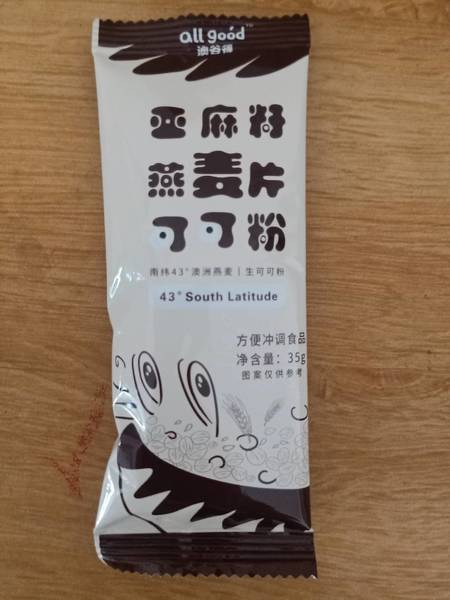 all good™
澳谷得
亚麻籽
燕麦片
可可粉
南纬43°澳洲燕麦｜生可可粉
43° South Latitude
方便冲调食品
净含量：35g
图案仅供参考